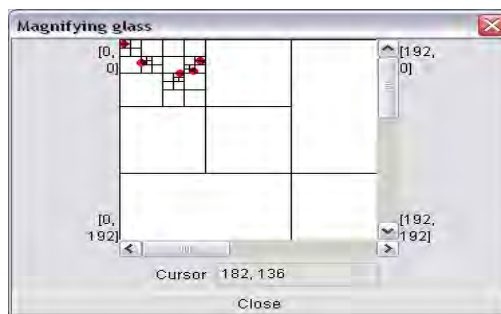 Magnifying glass
[0,
0]
[192,
0]
[0,
192]
[192,
192]
Cursor 182, 136
Close